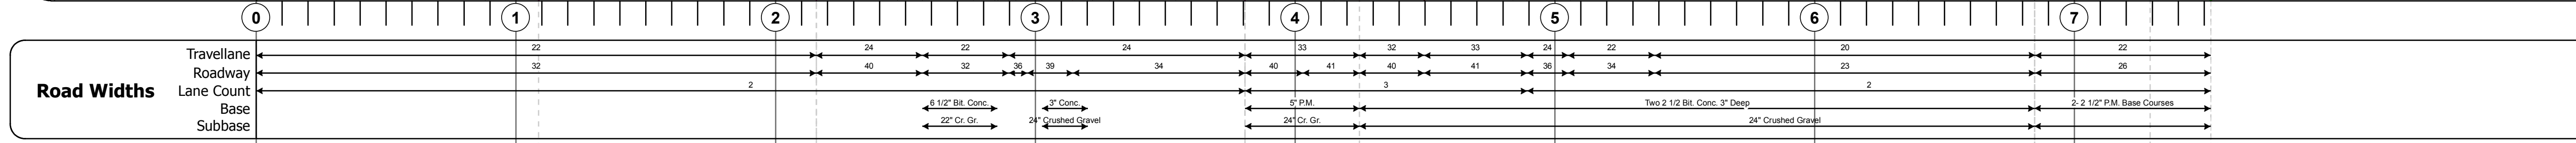 0 1 2 3 4 5 6 7
Road Widths
Travellane 22 24 22 24 33 32 33 24 22 20 22
Roadway 32 40 32 36 39 34 40 41 40 41 36 34 23 26
Lane Count 2 3 2
Base 6 1/2" Bit. Conc. 3" Conc. 5" P.M. Two 2 1/2 Bit. Conc. 3" Deep 2- 2 1/2" P.M. Base Courses
Subbase 22" Cr. Gr. 24" Crushed Gravel 24" Cr. Gr. 24" Crushed Gravel